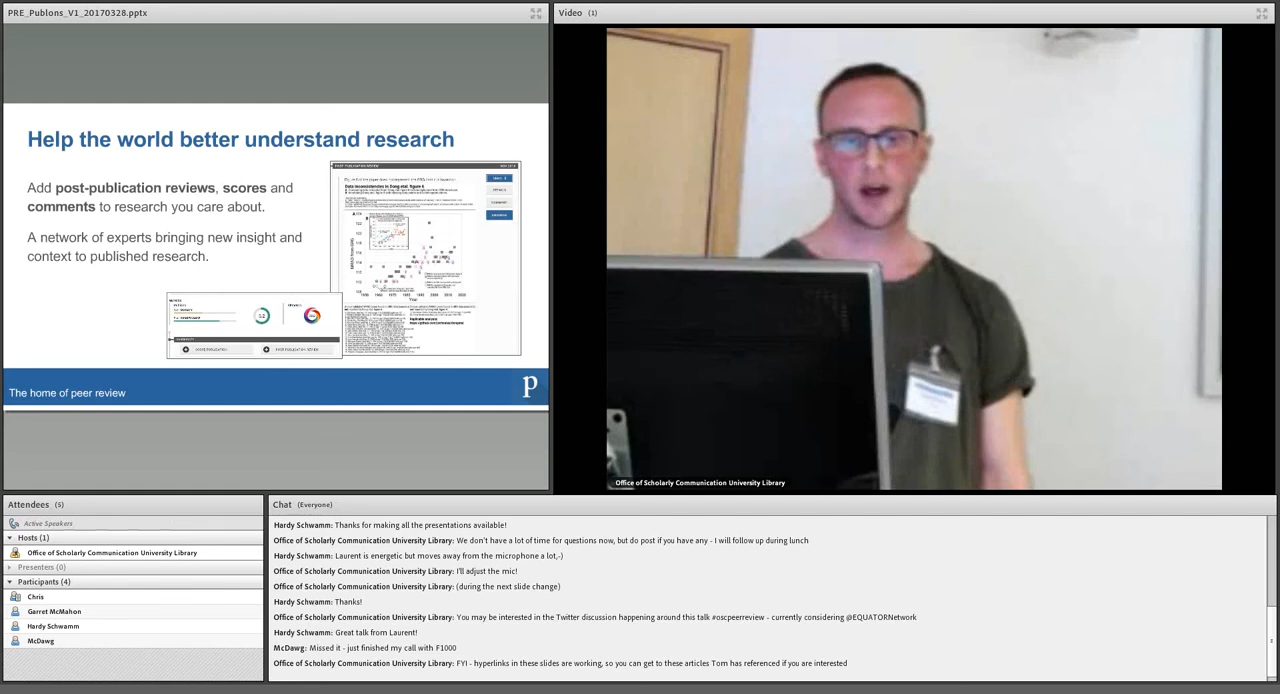 PRE_Publons_V1_20170328.pptx
Help the world better understand research
Add post-publication reviews, scores and
comments to research you care about.
A network of experts bringing new insight and
context to published research.
Data inconsistencies in Dong et al. figure 6
Year
The home of peer review
p
Video (1)
Office of Scholarly Communication University Library
Attendees (5)
Active Speakers
Hosts (1)
Office of Scholarly Communication University Library
Presenters (0)
Participants (4)
Chris
Garret McMahon
Hardy Schwamm
McDawg
Chat (Everyone)
Hardy Schwamm: Thanks for making all the presentations available!
Office of Scholarly Communication University Library: We don't have a lot of time for questions now, but do post if you have any - I will follow up during lunch
Hardy Schwamm: Laurent is energetic but moves away from the microphone a lot,-)
Office of Scholarly Communication University Library: I'll adjust the mic!
Office of Scholarly Communication University Library: (during the next slide change)
Hardy Schwamm: Thanks!
Office of Scholarly Communication University Library: You may be interested in the Twitter discussion happening around this talk #oscpeerreview - currently considering @EQUATORNetwork
Hardy Schwamm: Great talk from Laurent!
McDawg: Missed it - just finished my call with F1000
Office of Scholarly Communication University Library: FYI - hyperlinks in these slides are working, so you can get to these articles Tom has referenced if you are interested